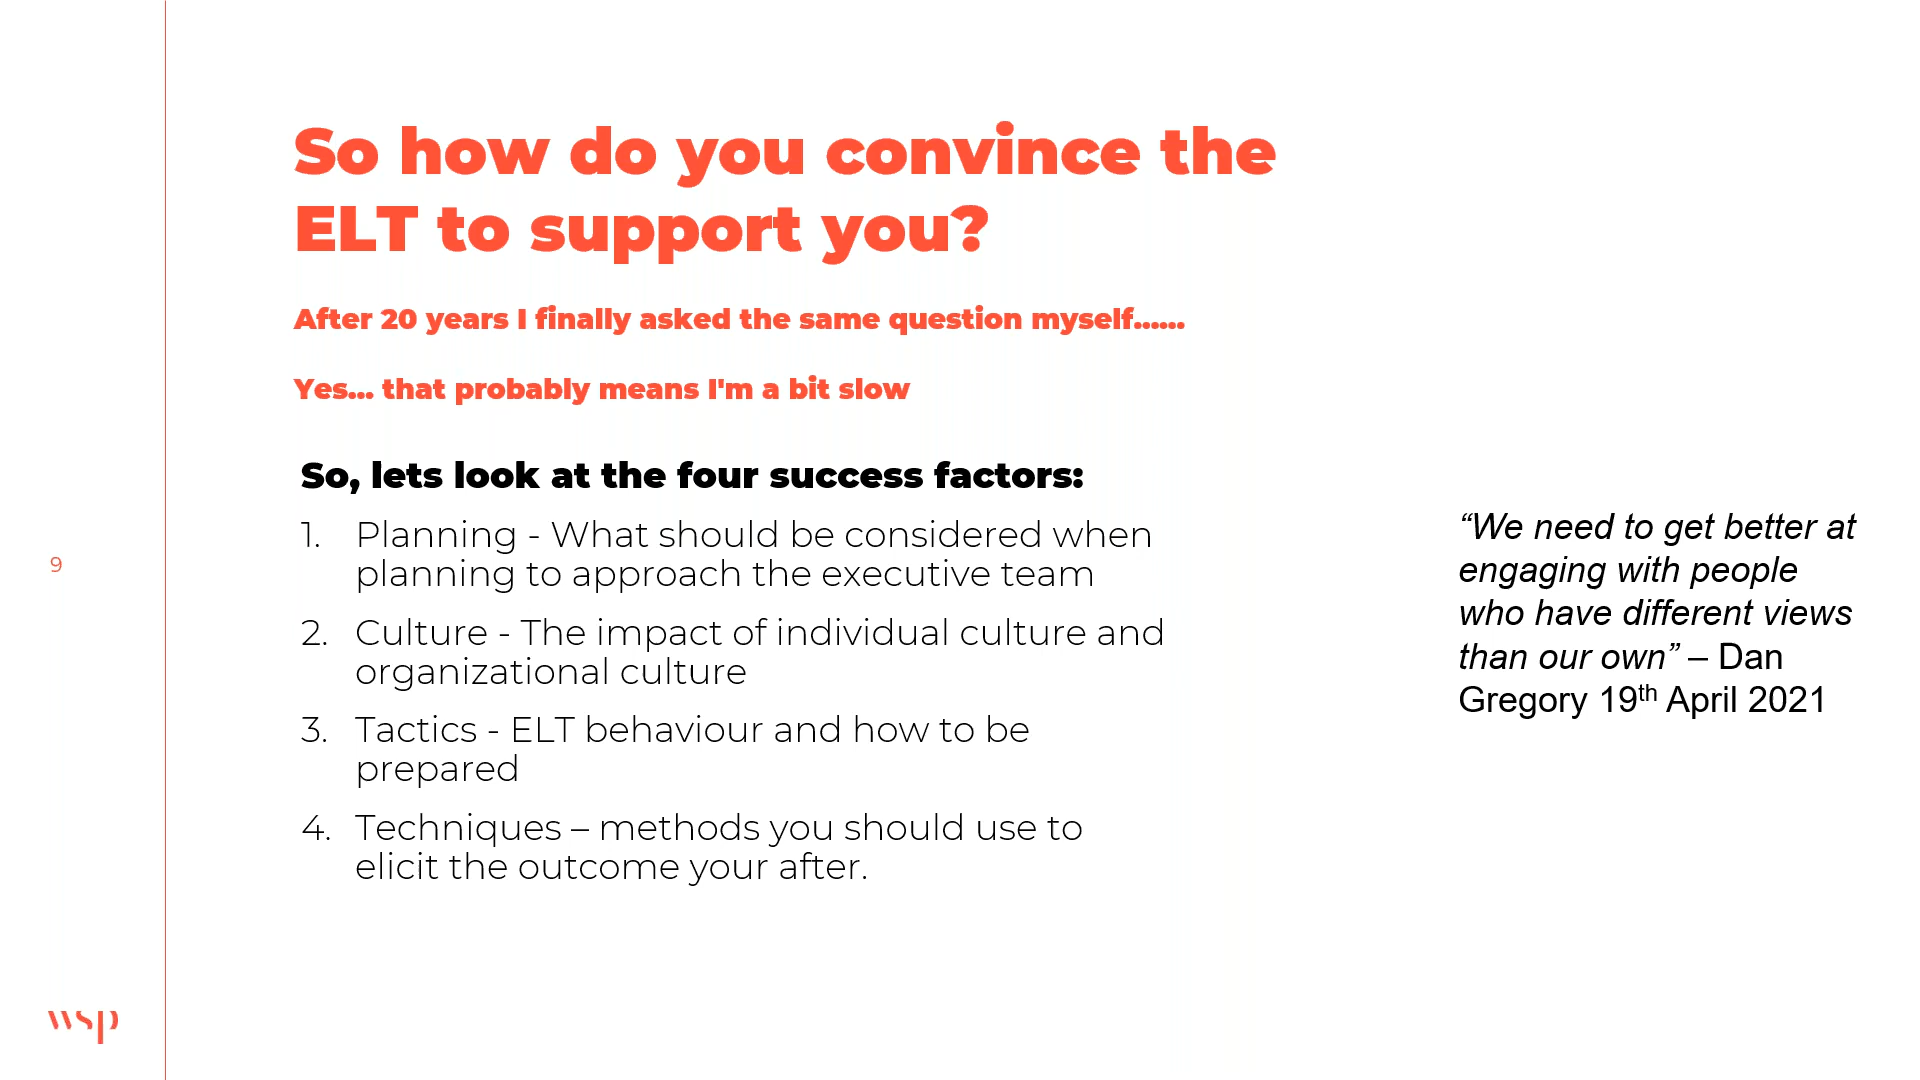 So how do you convince the
ELT to support you?
After 20 years I finally asked the same question myself......
Yes... that probably means I'm a bit slow
So, lets look at the four success factors:
1. Planning - What should be considered when
planning to approach the executive team
2. Culture - The impact of individual culture and
organizational culture
3. Tactics - ELT behaviour and how to be
prepared
4. Techniques – methods you should use to
elicit the outcome your after.
“We need to get better at
engaging with people
who have different views
than our own” – Dan
Gregory 19th April 2021
9
wsp